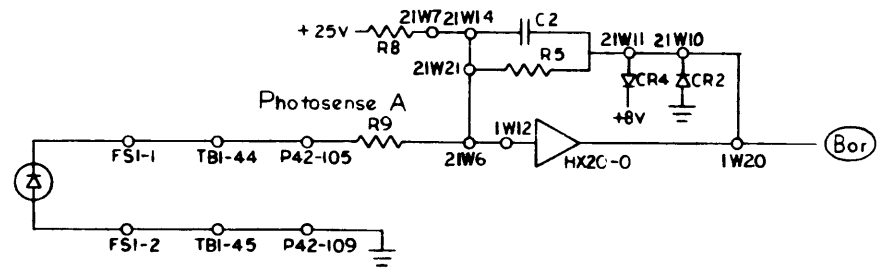 +25V R8 21W7 21W14 C2
21W21 R5 21W11 21W10
CR4 CR2
+8V
Photosense A
R9
FS1-1 TB1-44 P42-105 21W6 1W12 HX20-0 1W20 Bor
FS1-2 TB1-45 P42-109